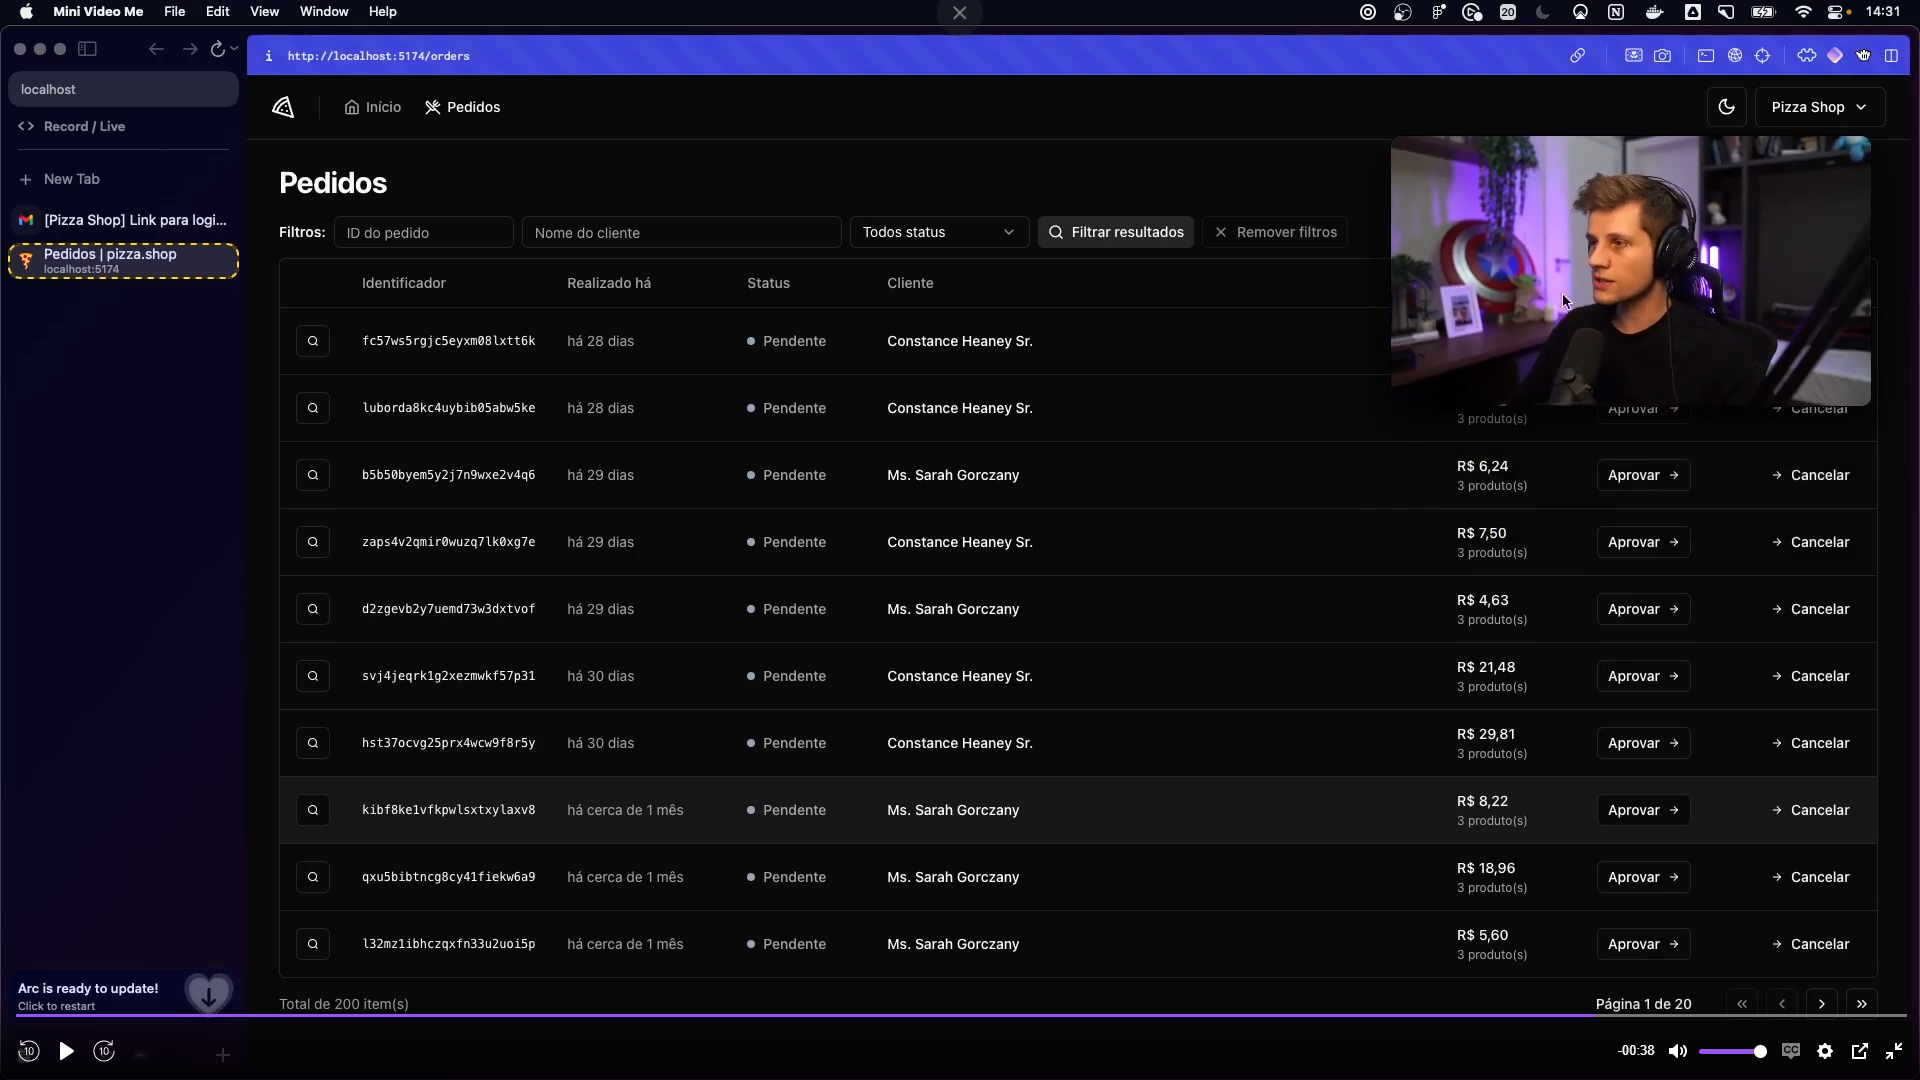 Mini Video Me File Edit View Window Help
20
14:31
http://localhost:5174/orders
localhost
Record / Live
New Tab
[Pizza Shop] Link para logi...
Pedidos | pizza.shop
localhost:5174
Início Pedidos
Pizza Shop
Pedidos
Filtros: ID do pedido Nome do cliente Todos status Filtrar resultados Remover filtros
Identificador Realizado há Status Cliente
fc57ws5rgjc5eyxm08lxtt6k há 28 dias Pendente Constance Heaney Sr.
luborda8kc4uybib05abw5ke há 28 dias Pendente Constance Heaney Sr. Aprovar Cancelar
3 produto(s)
b5b50byem5y2j7n9wxe2v4q6 há 29 dias Pendente Ms. Sarah Gorczany R$ 6,24 Aprovar Cancelar
3 produto(s)
zaps4v2qmir0wuzq7lk0xg7e há 29 dias Pendente Constance Heaney Sr. R$ 7,50 Aprovar Cancelar
3 produto(s)
d2zgevb2y7uemd73w3dxtvof há 29 dias Pendente Ms. Sarah Gorczany R$ 4,63 Aprovar Cancelar
3 produto(s)
svj4jeqrk1g2xezmwkf57p31 há 30 dias Pendente Constance Heaney Sr. R$ 21,48 Aprovar Cancelar
3 produto(s)
hst37ocvg25prx4wcw9f8r5y há 30 dias Pendente Constance Heaney Sr. R$ 29,81 Aprovar Cancelar
3 produto(s)
kibf8ke1vfkpwlsxtxylaxv8 há cerca de 1 mês Pendente Ms. Sarah Gorczany R$ 8,22 Aprovar Cancelar
3 produto(s)
qxu5bibtncg8cy41fiekw6a9 há cerca de 1 mês Pendente Ms. Sarah Gorczany R$ 18,96 Aprovar Cancelar
3 produto(s)
l32mz1ibhczqxfn33u2uoi5p há cerca de 1 mês Pendente Ms. Sarah Gorczany R$ 5,60 Aprovar Cancelar
3 produto(s)
Arc is ready to update!
Click to restart
Total de 200 item(s) Página 1 de 20
10 10 -00:38 CC